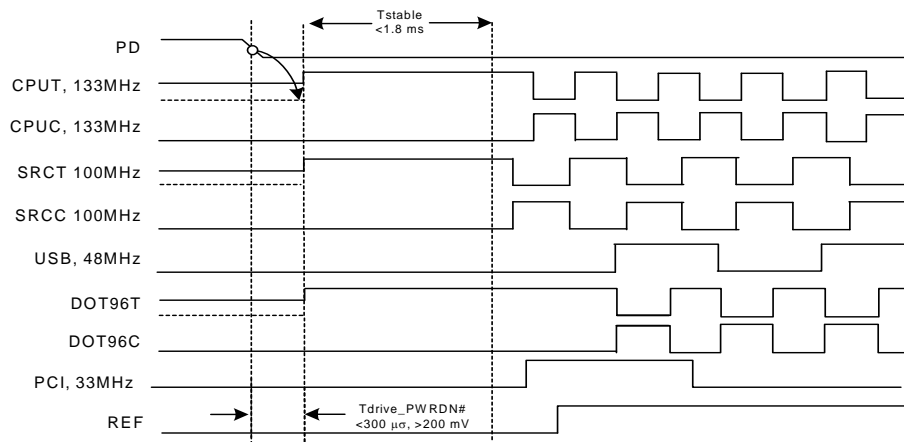 Tstable
<1.8 ms
PD
CPUT, 133MHz
CPUC, 133MHz
SRCT 100MHz
SRCC 100MHz
USB, 48MHz
DOT96T
DOT96C
PCI, 33MHz
Tdrive_PWRDN#
<300 μσ, >200 mV
REF